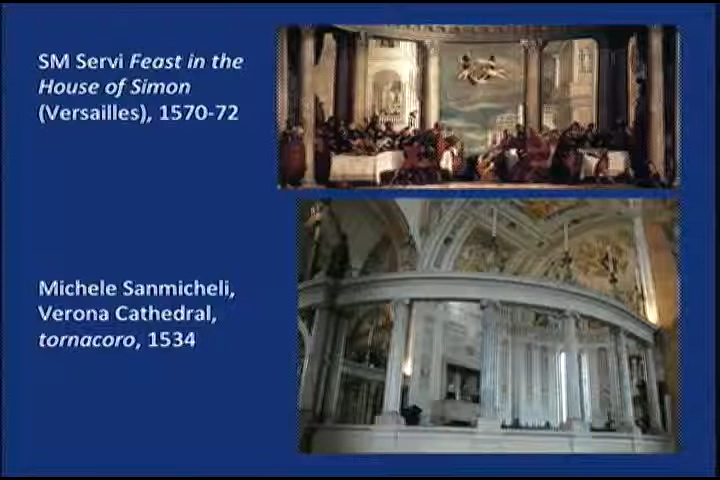 SM Servi Feast in the
House of Simon
(Versailles), 1570-72
Michele Sanmicheli,
Verona Cathedral,
tornacoro, 1534